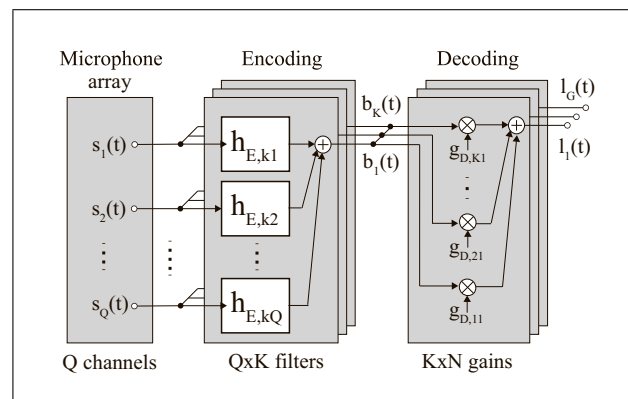 Microphone array
Encoding
Decoding
s1(t)
s2(t)
sQ(t)
hE,k1
hE,k2
hE,kQ
bK(t)
b1(t)
gD,K1
gD,21
gD,11
lG(t)
l1(t)
Q channels
QxK filters
KxN gains